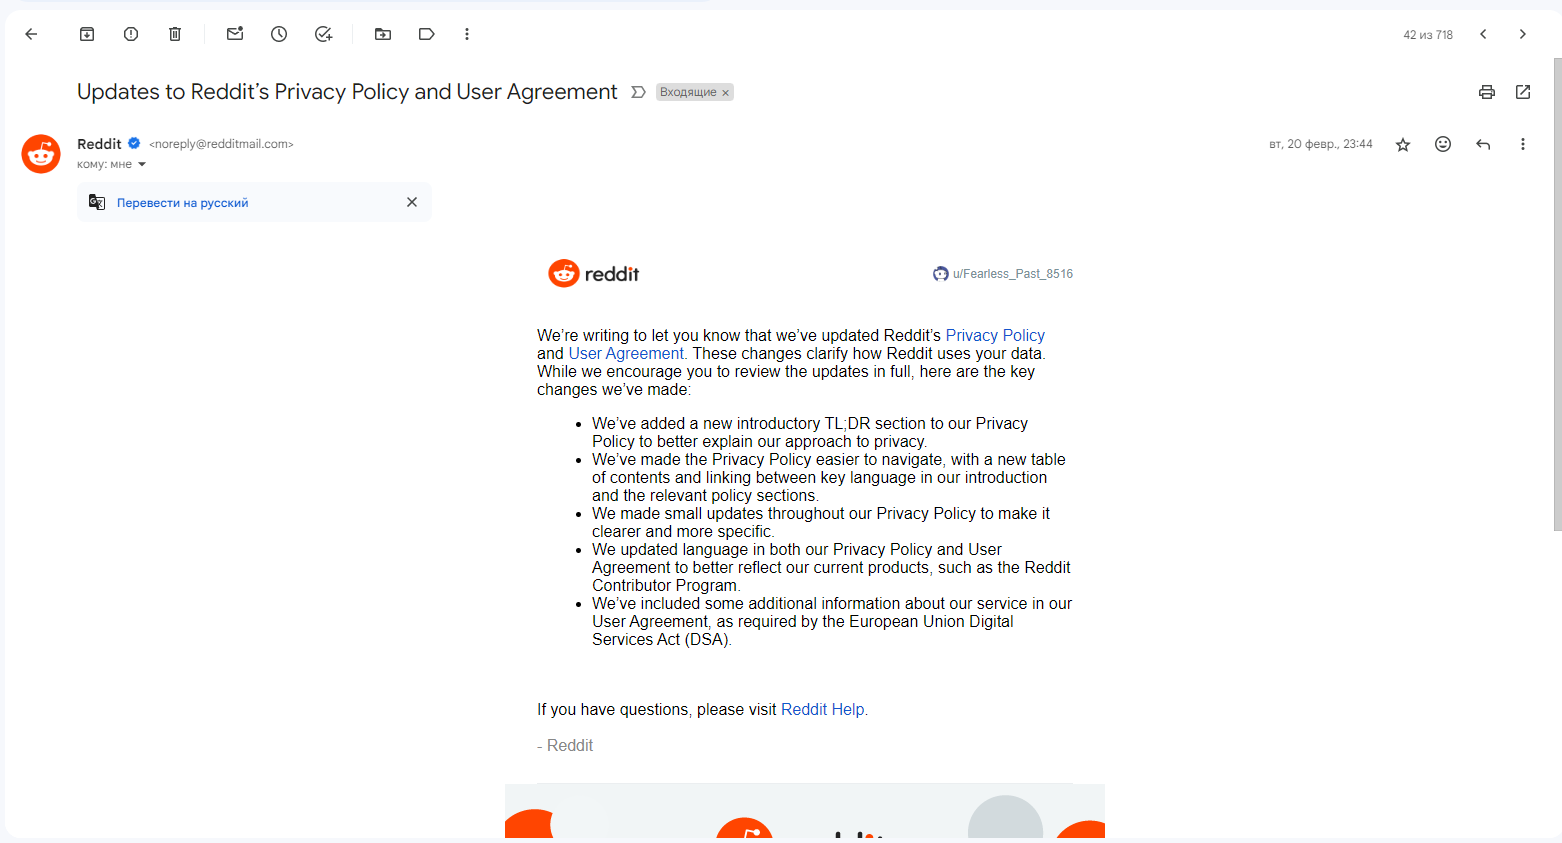 42 из 718
Updates to Reddit’s Privacy Policy and User Agreement
Входящие ×
Reddit <noreply@redditmail.com>
вт, 20 февр., 23:44
кому: мне
Перевести на русский
reddit
u/Fearless_Past_8516
We’re writing to let you know that we’ve updated Reddit’s Privacy Policy
and User Agreement. These changes clarify how Reddit uses your data.
While we encourage you to review the updates in full, here are the key
changes we’ve made:
• We’ve added a new introductory TL;DR section to our Privacy
Policy to better explain our approach to privacy.
• We’ve made the Privacy Policy easier to navigate, with a new table
of contents and linking between key language in our introduction
and the relevant policy sections.
• We made small updates throughout our Privacy Policy to make it
clearer and more specific.
• We updated language in both our Privacy Policy and User
Agreement to better reflect our current products, such as the Reddit
Contributor Program.
• We’ve included some additional information about our service in our
User Agreement, as required by the European Union Digital
Services Act (DSA).
If you have questions, please visit Reddit Help.
- Reddit